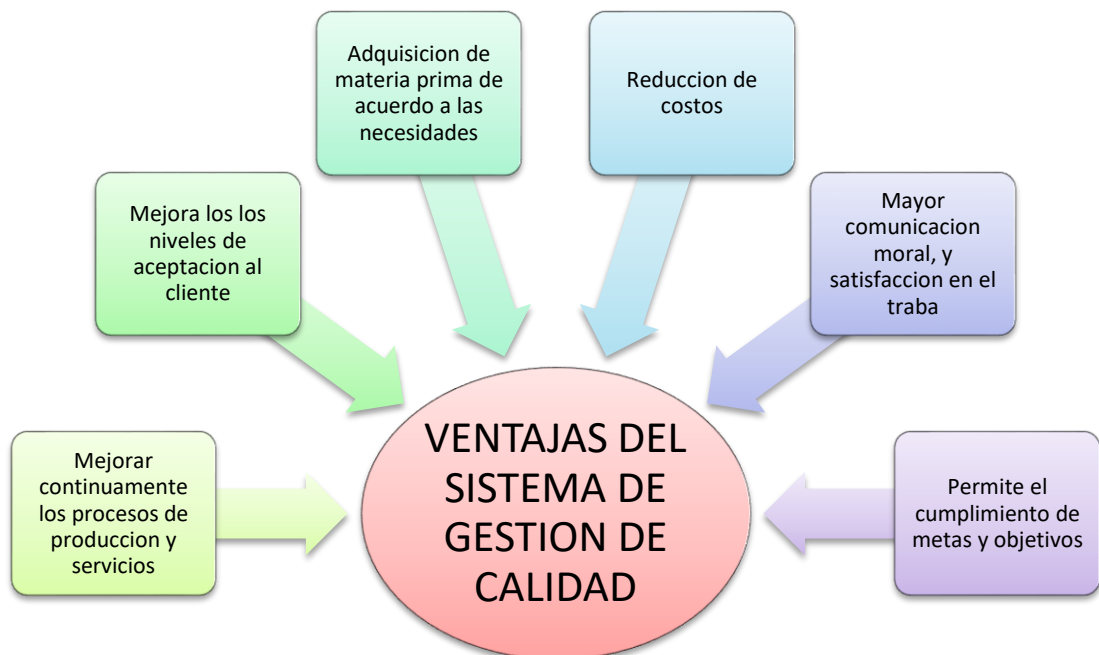 Adquisicion de
materia prima de
acuerdo a las
necesidades
Reduccion de
costos
Mejora los los
niveles de
aceptacion al
cliente
Mayor
comunicacion
moral, y
satisfaccion en el
traba
Mejorar
continuamente
los procesos de
produccion y
servicios
VENTAJAS DEL
SISTEMA DE
GESTION DE
CALIDAD
Permite el
cumplimiento de
metas y objetivos